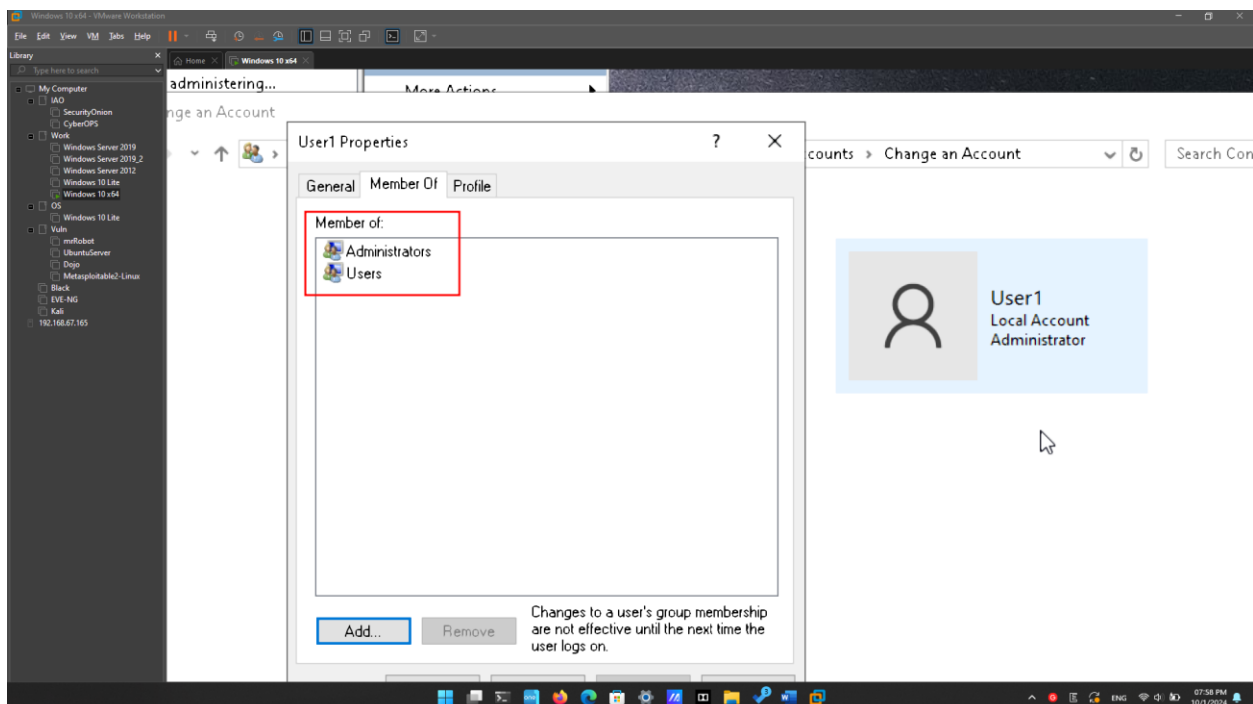 Windows 10 x64 - VMware Workstation
File Edit View VM Tabs Help
Library
Type here to search
My Computer
IAO
SecurityOnion
CyberOPS
Work
Windows Server 2019
Windows Server 2019_2
Windows Server 2012
Windows 10 Lite
Windows 10 x64
OS
Windows 10 Lite
Vuln
mrRobot
UbuntuServer
Dojo
Metasploitable2-Linux
Black
EVE-NG
Kali
192.168.67.165
Home Windows 10 x64
administering...
More Actions
nge an Account
counts > Change an Account
Search Con
User1 Properties
General Member Of Profile
Member of:
Administrators
Users
Add... Remove
Changes to a user's group membership
are not effective until the next time the
user logs on.
User1
Local Account
Administrator
ENG
07:58 PM
10/1/2024